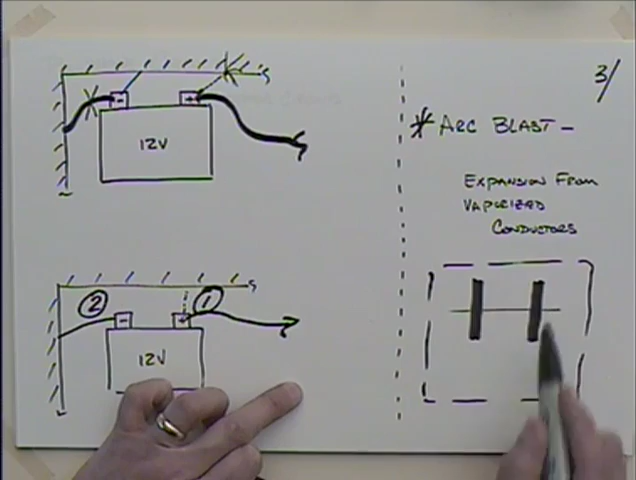 3/
- +
12V
* ARC BLAST -
EXPANSION FROM
VAPORIZED
CONDUCTORS
② ①
- +
12V